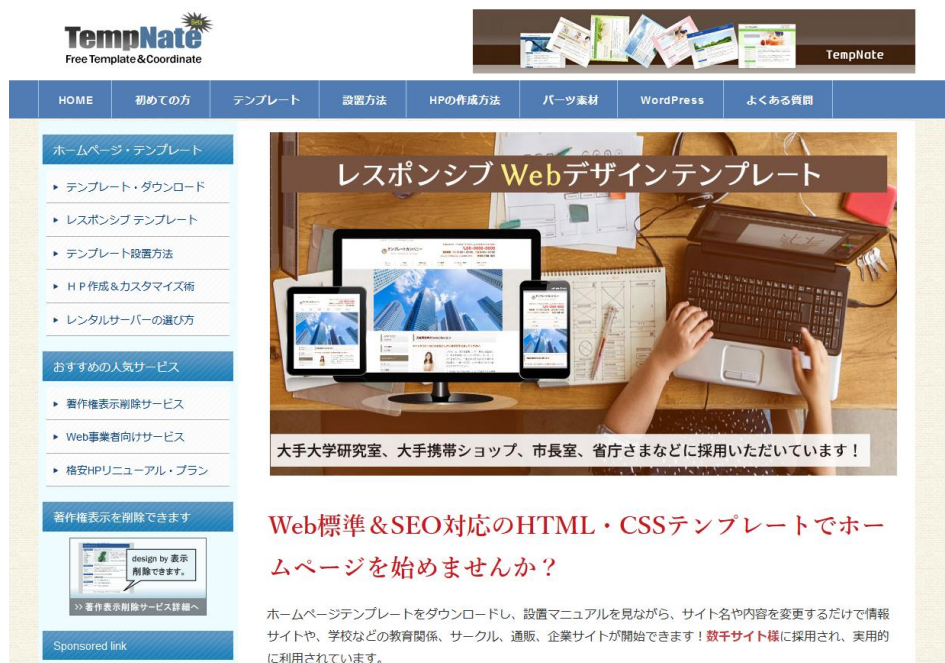 TempNate
Beta
Free Template & Coordinate
TempNate
HOME
初めての方
テンプレート
設置方法
HPの作成方法
パーツ素材
WordPress
よくある質問
ホームページ・テンプレート
テンプレート・ダウンロード
レスポンシブ テンプレート
テンプレート設置方法
ＨＰ作成&カスタマイズ術
レンタルサーバーの選び方
おすすめの人気サービス
著作権表示削除サービス
Web事業者向けサービス
格安HPリニューアル・プラン
著作権表示を削除できます
design by 表示
削除できます。
>> 著作表示削除サービス詳細へ
Sponsored link
レスポンシブ Webデザインテンプレート
大手大学研究室、大手携帯ショップ、市長室、省庁さまなどに採用いただいています！
Web標準＆SEO対応のHTML・CSSテンプレートでホー
ムページを始めませんか？
ホームページテンプレートをダウンロードし、設置マニュアルを見ながら、サイト名や内容を変更するだけで情報
サイトや、学校などの教育関係、サークル、通販、企業サイトが開始できます！数千サイト様に採用され、実用的
に利用されています。